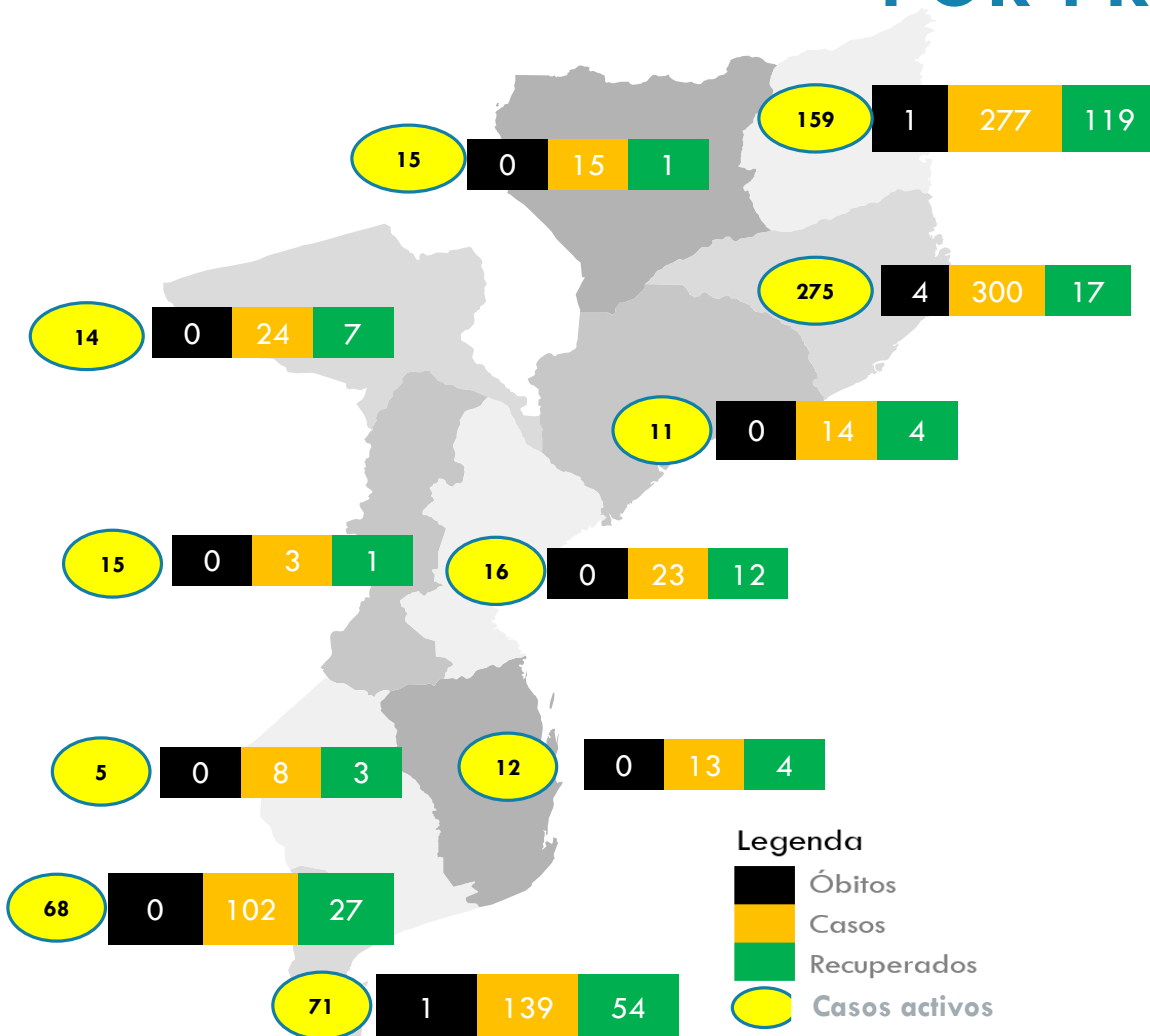 159 1 277 119
15 0 15 1
275 4 300 17
14 0 24 7
11 0 14 4
15 0 3 1
16 0 23 12
5 0 8 3
12 0 13 4
68 0 102 27
71 1 139 54
Legenda
Óbitos
Casos
Recuperados
Casos activos